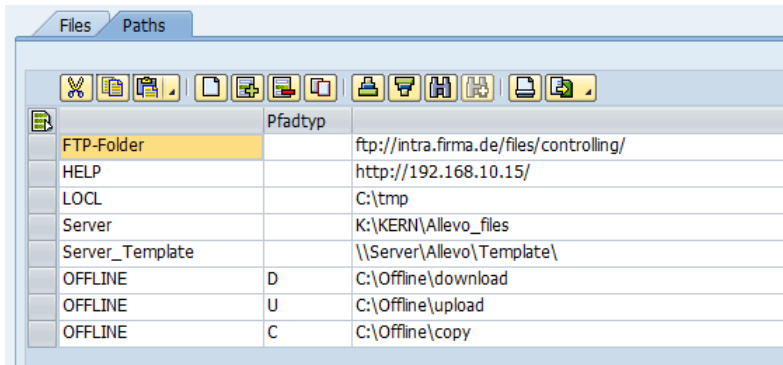 Files Paths
Pfadtyp
FTP-Folder ftp://intra.firma.de/files/controlling/
HELP http://192.168.10.15/
LOCL C:\tmp
Server K:\KERN\Allevo_files
Server_Template \\Server\Allevo\Template\
OFFLINE D C:\Offline\download
OFFLINE U C:\Offline\upload
OFFLINE C C:\Offline\copy